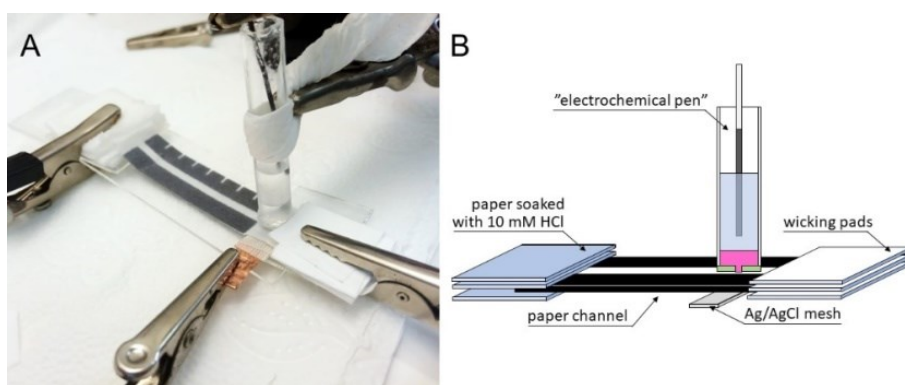 A
B
”electrochemical pen”
paper soaked
with 10 mM HCl
wicking pads
paper channel
Ag/AgCl mesh